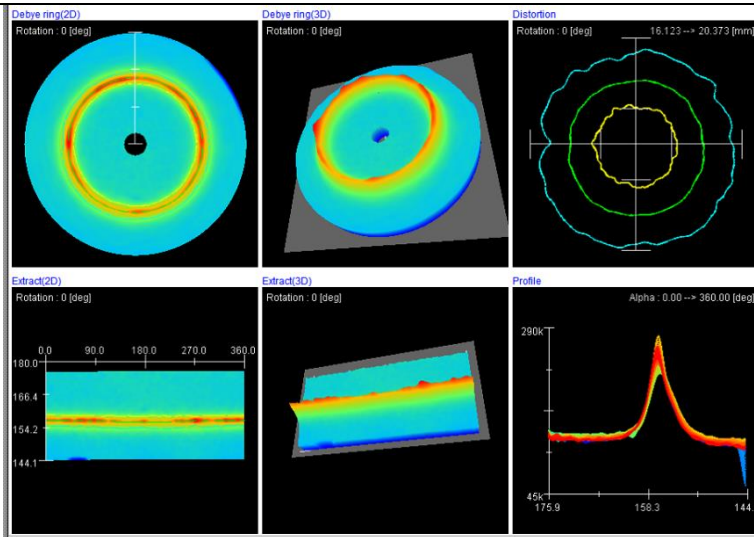 Debye ring(2D)
Rotation : 0 [deg]
Debye ring(3D)
Rotation : 0 [deg]
Distortion
16.123 --> 20.373 [mm]
Extract(2D)
Rotation : 0 [deg]
0.0 90.0 180.0 270.0 360.0
180.0
166.4
154.2
144.1
Extract(3D)
Rotation : 0 [deg]
Profile
Alpha : 0.00 --> 360.00 [deg]
290k
45k
175.9 158.3 144.